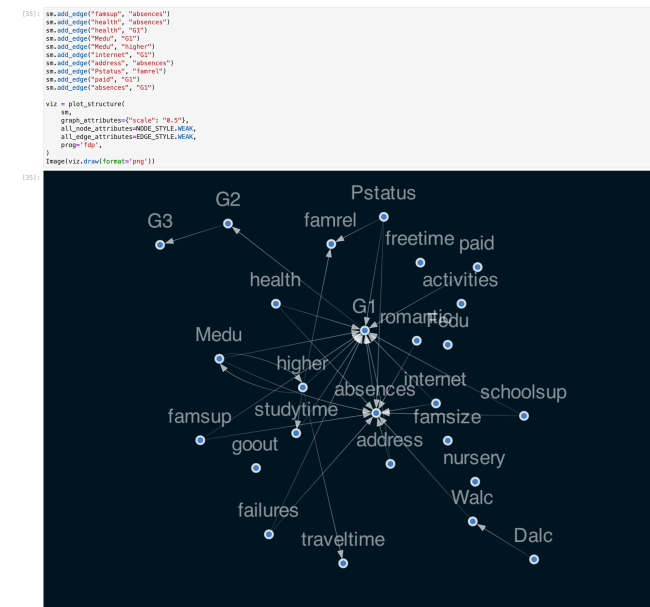 [35]: sm.add_edge("famsup", "absences")
sm.add_edge("health", "absences")
sm.add_edge("health", "G1")
sm.add_edge("Medu", "G1")
sm.add_edge("Medu", "higher")
sm.add_edge("internet", "G1")
sm.add_edge("address", "absences")
sm.add_edge("Pstatus", "famrel")
sm.add_edge("paid", "G1")
sm.add_edge("absences", "G1")
viz = plot_structure(
sm,
graph_attributes={"scale": "0.5"},
all_node_attributes=NODE_STYLE.WEAK,
all_edge_attributes=EDGE_STYLE.WEAK,
prog='fdp',
)
Image(viz.draw(format='png'))
[35]:
Pstatus
G2
G3
famrel
freetime
paid
health
activities
G1
romantic
Fedu
Medu
higher
absences
internet
schoolsup
famsup
studytime
famsize
goout
address
nursery
Walc
failures
traveltime
Dalc